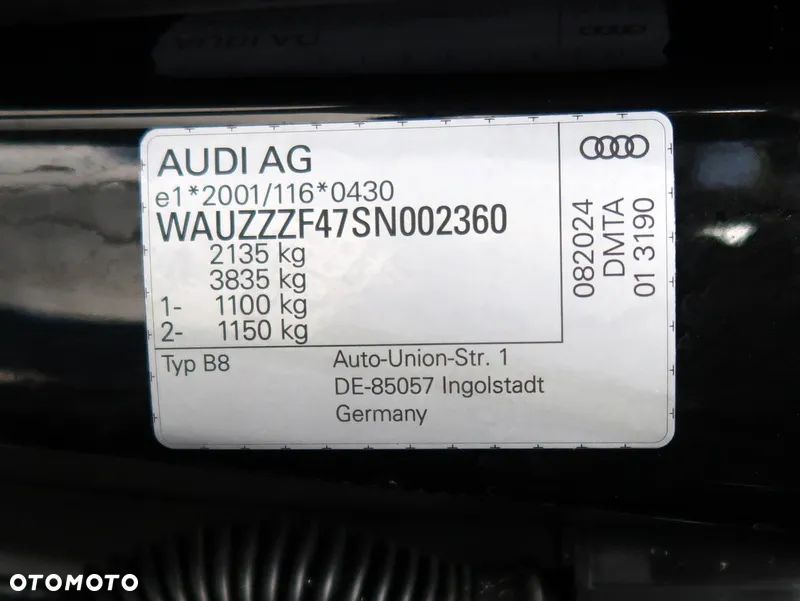 AUDI AG
e1*2001/116*0430
WAUZZZF47SN002360
2135 kg
3835 kg
1- 1100 kg
2- 1150 kg
Typ B8
Auto-Union-Str. 1
DE-85057 Ingolstadt
Germany
082024
DMTA
01 3190
OTOMOTO